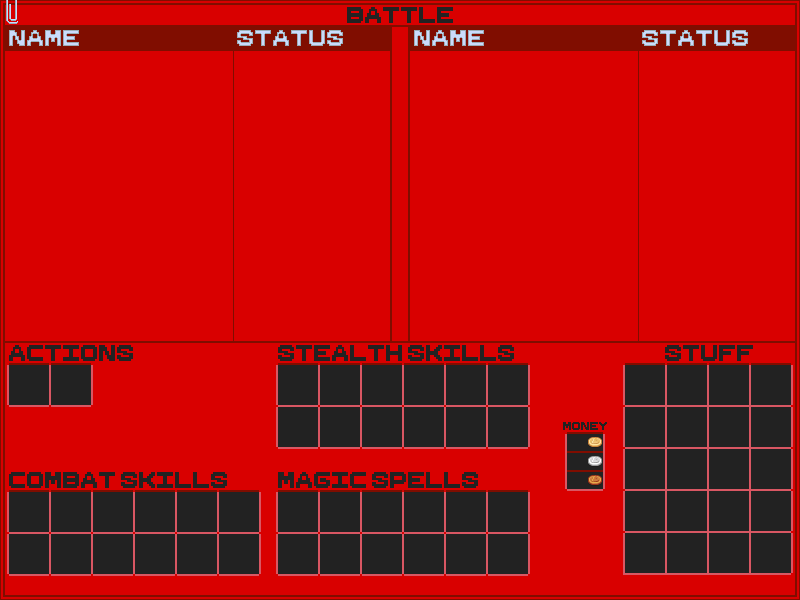 BATTLE
NAME STATUS NAME STATUS
ACTIONS STEALTH SKILLS STUFF
MONEY
COMBAT SKILLS MAGIC SPELLS